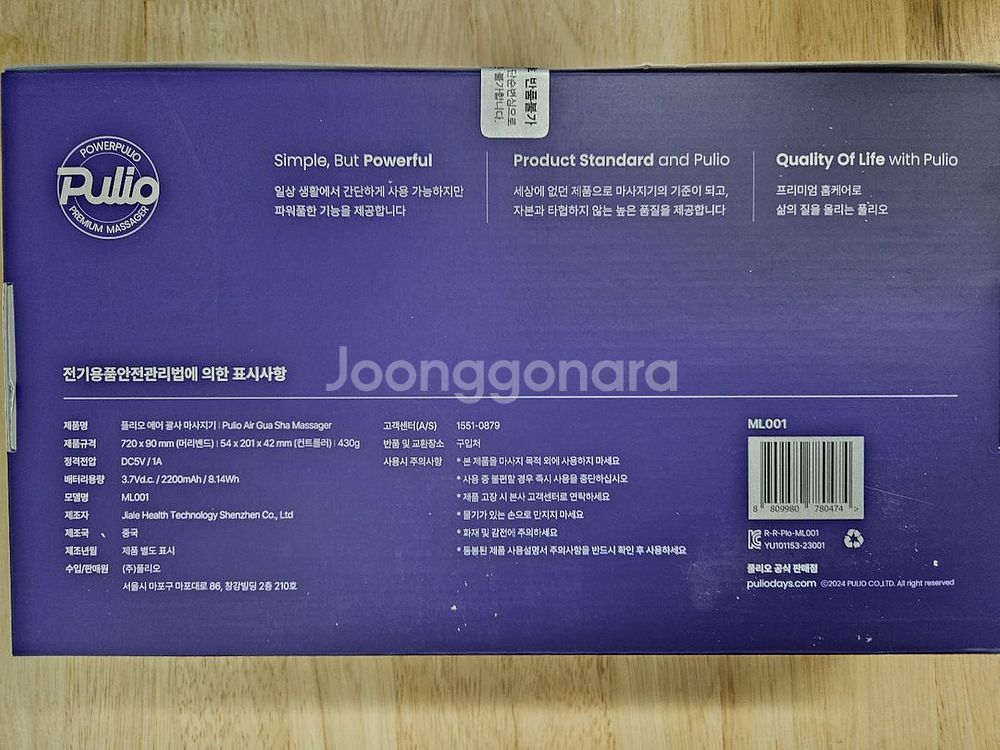 반품불가
단순변심으로
불가합니다.
POWERPULIO
Pulio
PREMIUM MASSAGER
Simple, But Powerful
일상 생활에서 간단하게 사용 가능하지만
파워풀한 기능을 제공합니다
Product Standard and Pulio
세상에 없던 제품으로 마사지기의 기준이 되고,
자본과 타협하지 않는 높은 품질을 제공합니다
Quality Of Life with Pulio
프리미엄 홈케어로
삶의 질을 올리는 풀리오
Joonggonara
전기용품안전관리법에 의한 표시사항
제품명 풀리오 에어 괄사 마사지기 | Pulio Air Gua Sha Massager
제품규격 720 x 90 mm (머리밴드) | 54 x 201 x 42 mm (컨트롤러) | 430g
정격전압 DC5V / 1A
배터리용량 3.7Vd.c. / 2200mAh / 8.14Wh
모델명 ML001
제조자 Jiale Health Technology Shenzhen Co., Ltd
제조국 중국
제조년월 제품 별도 표시
수입/판매원 (주)풀리오
서울시 마포구 마포대로 86, 창강빌딩 2층 210호
고객센터(A/S) 1551-0879
반품 및 교환장소 구입처
사용시 주의사항 * 본 제품을 마사지 목적 외에 사용하지 마세요
* 사용 중 불편할 경우 즉시 사용을 중단하십시오
* 제품 고장 시 본사 고객센터로 연락하세요
* 물기가 있는 손으로 만지지 마세요
* 화재 및 감전에 주의하세요
* 동봉된 제품 사용설명서 주의사항을 반드시 확인 후 사용하세요
ML001
8 809980 780474 >
R-R-Plo-ML001
YU101153-23001
풀리오 공식 판매점
puliodays.com ©2024 PULIO CO.,LTD. All right reserved